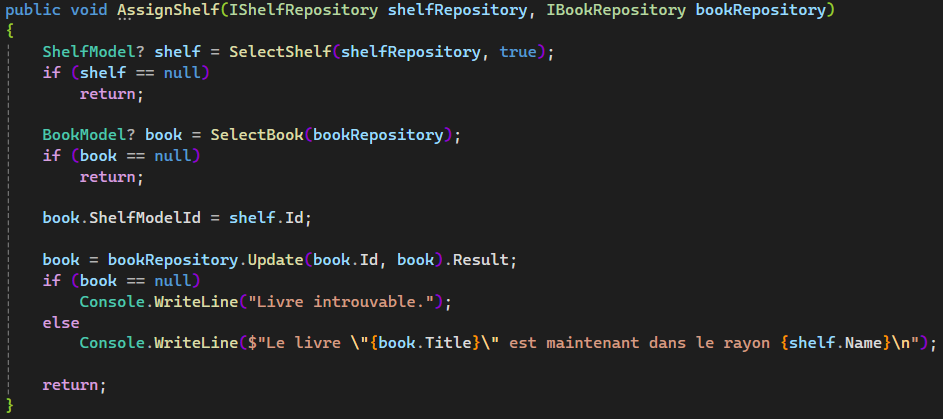 public void AssignShelf(IShelfRepository shelfRepository, IBookRepository bookRepository)
{
    ShelfModel? shelf = SelectShelf(shelfRepository, true);
    if (shelf == null)
        return;

    BookModel? book = SelectBook(bookRepository);
    if (book == null)
        return;

    book.ShelfModelId = shelf.Id;

    book = bookRepository.Update(book.Id, book).Result;
    if (book == null)
        Console.WriteLine("Livre introuvable.");
    else
        Console.WriteLine($"Le livre \"{book.Title}\" est maintenant dans le rayon {shelf.Name}\n");

    return;
}